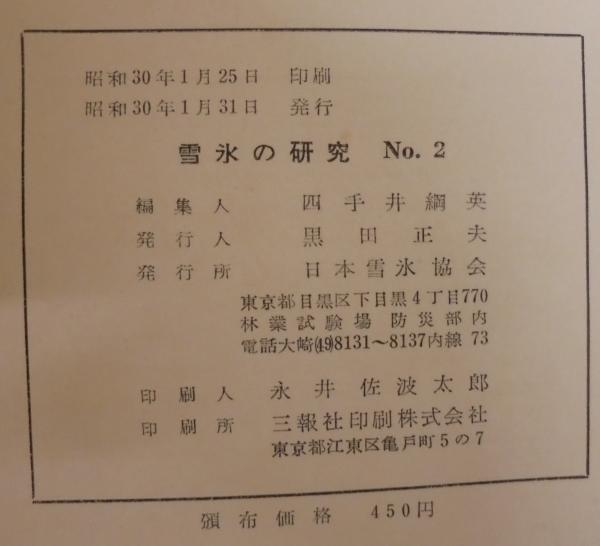 昭和30年1月25日 印刷
昭和30年1月31日 発行
雪氷の研究 No. 2
編集人 四手井綱英
発行人 黒田正夫
発行所 日本雪氷協会
東京都目黒区下目黒4丁目770
林業試験場 防災部内
電話大崎(49)8131～8137内線 73
印刷人 永井佐波太郎
印刷所 三報社印刷株式会社
東京都江東区亀戸町5の7
頒布価格 450円